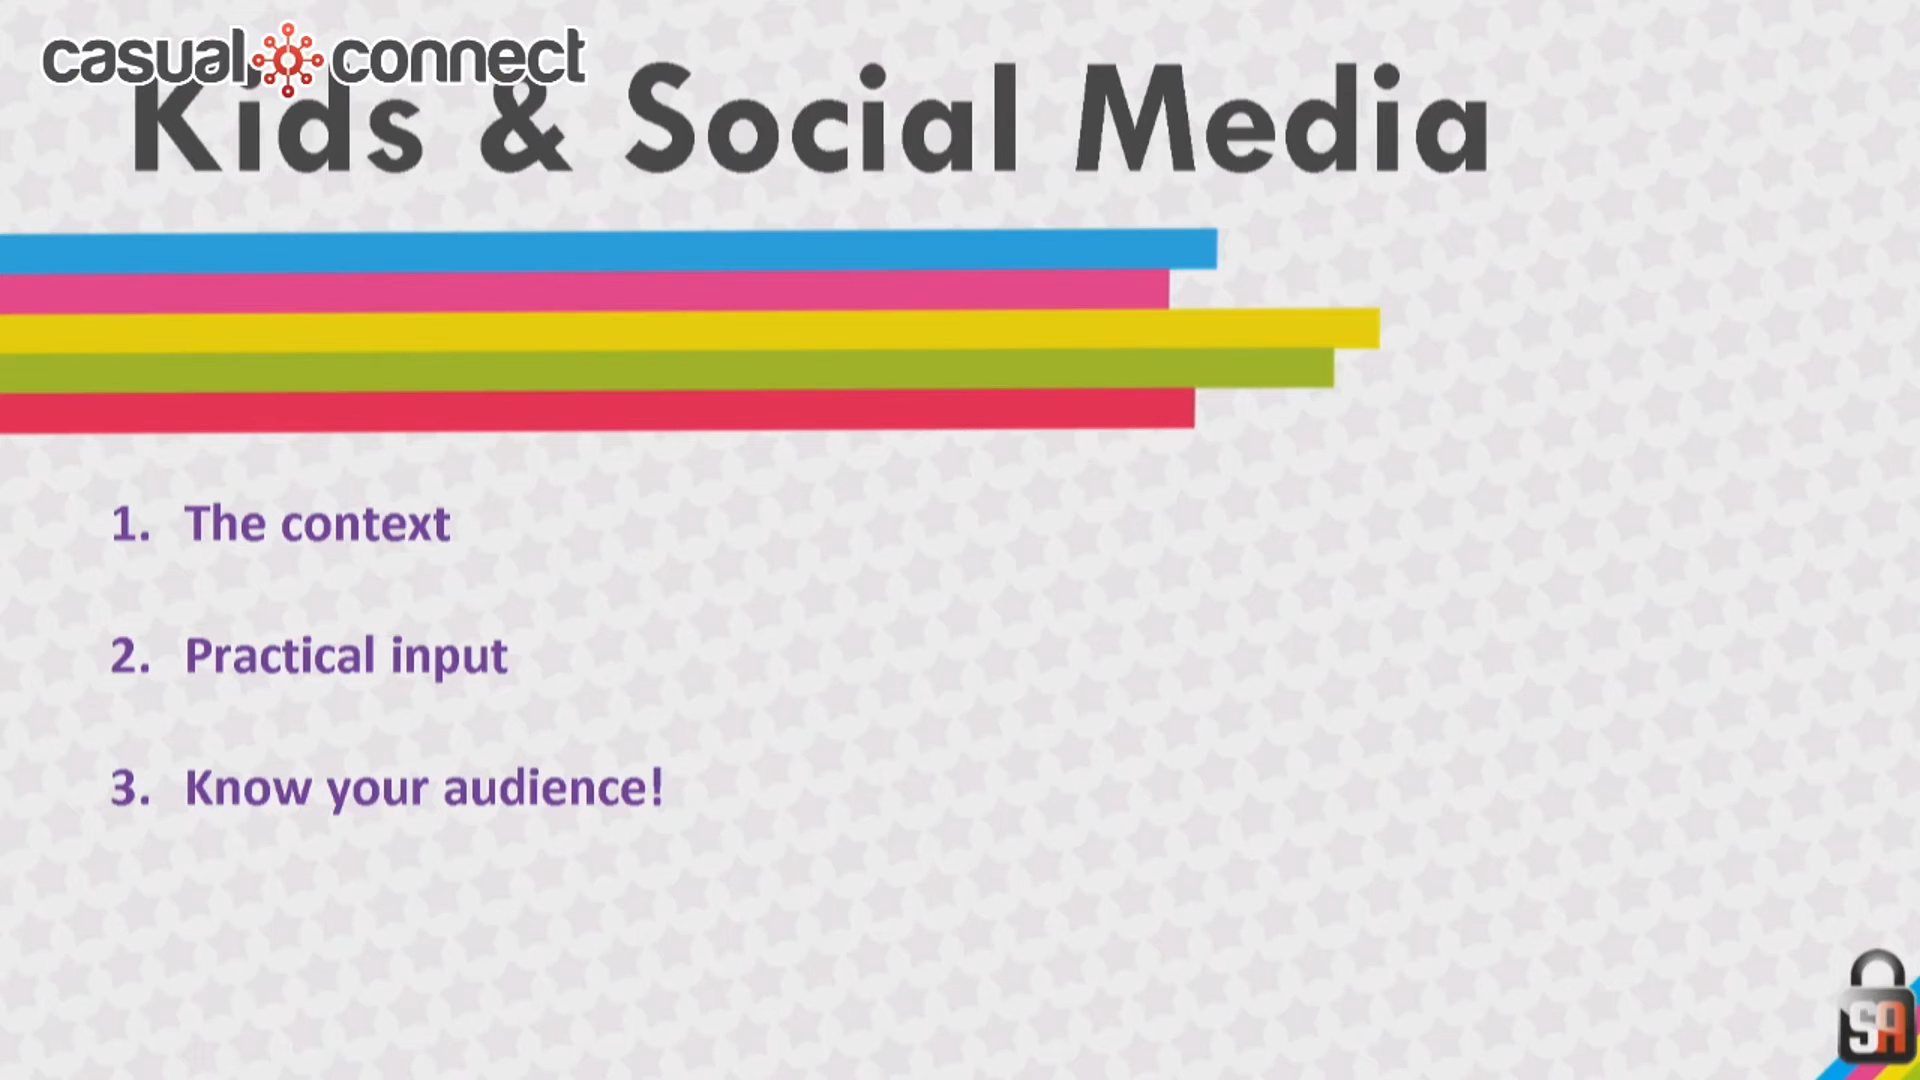 casual connect
Kids & Social Media
1. The context
2. Practical input
3. Know your audience!
SA